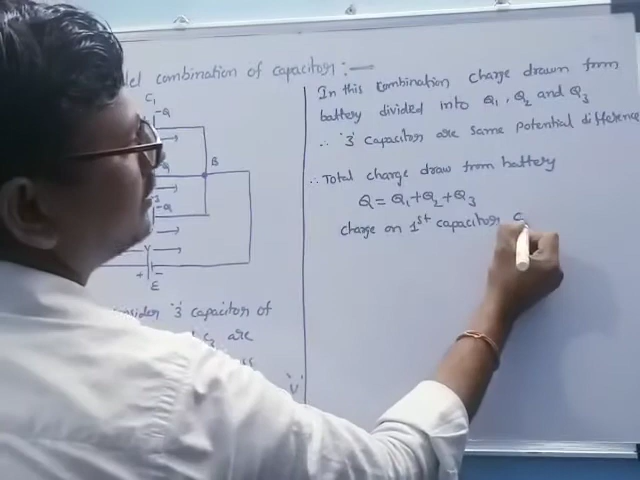 combination of capacitors :—
C1
-Q
-Q
-Q
B
V
+ -
E
'3' capacitor of
C3 are
'V'
In this combination charge drawn from
battery divided into Q1, Q2 and Q3
∴ '3' capacitor are same potential difference
∴ Total charge draw from battery
Q = Q1+Q2+Q3
charge on 1st capacitor C